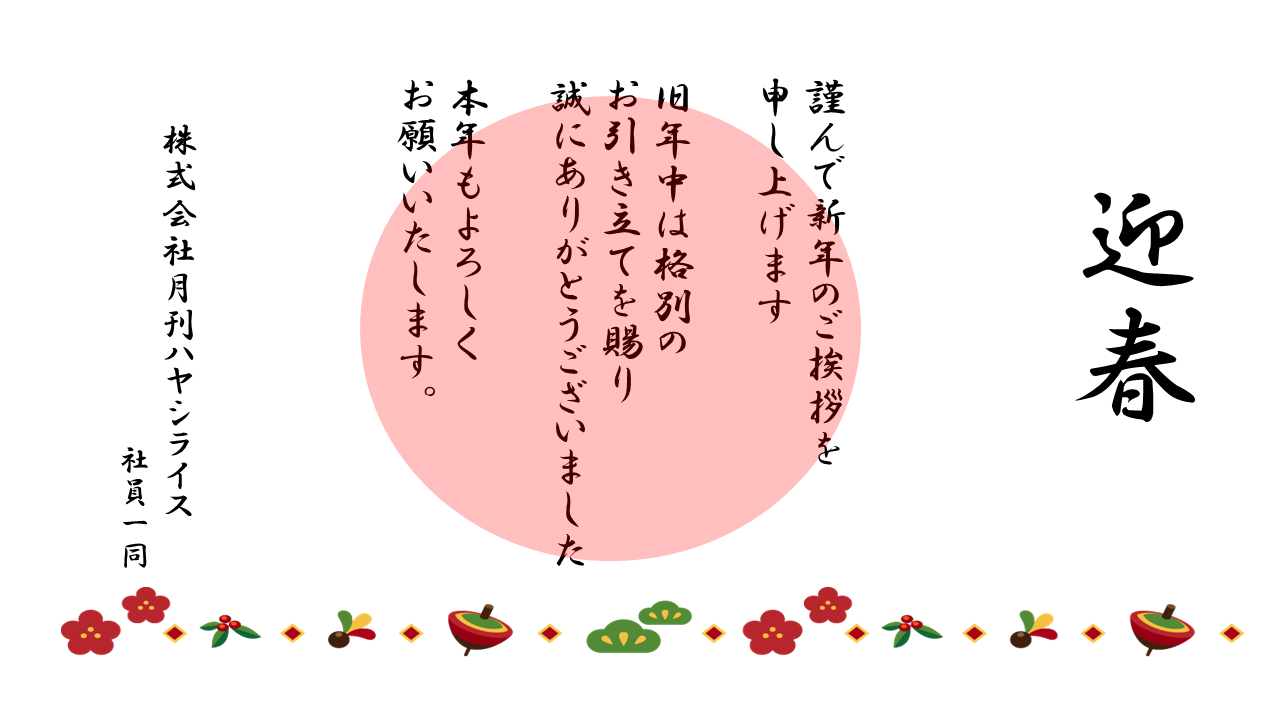 迎春
謹んで新年のご挨拶を
申し上げます
旧年中は格別の
お引き立てを賜り
誠にありがとうございました
本年もよろしく
お願いいたします。
株式会社月刊ハヤシライス
社員一同